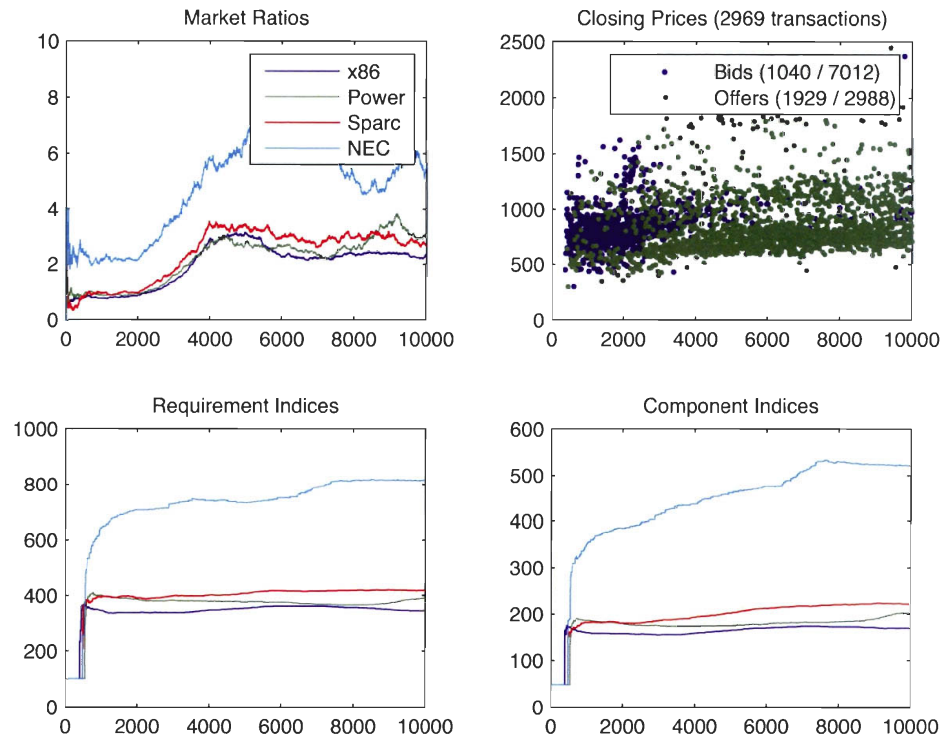 Market Ratios
10
8
6
4
2
0
0 2000 4000 6000 8000 10000
x86
Power
Sparc
NEC
Closing Prices (2969 transactions)
2500
2000
1500
1000
500
0
0 2000 4000 6000 8000 10000
Bids (1040 / 7012)
Offers (1929 / 2988)
Requirement Indices
1000
800
600
400
200
0
0 2000 4000 6000 8000 10000
Component Indices
600
500
400
300
200
100
0
0 2000 4000 6000 8000 10000